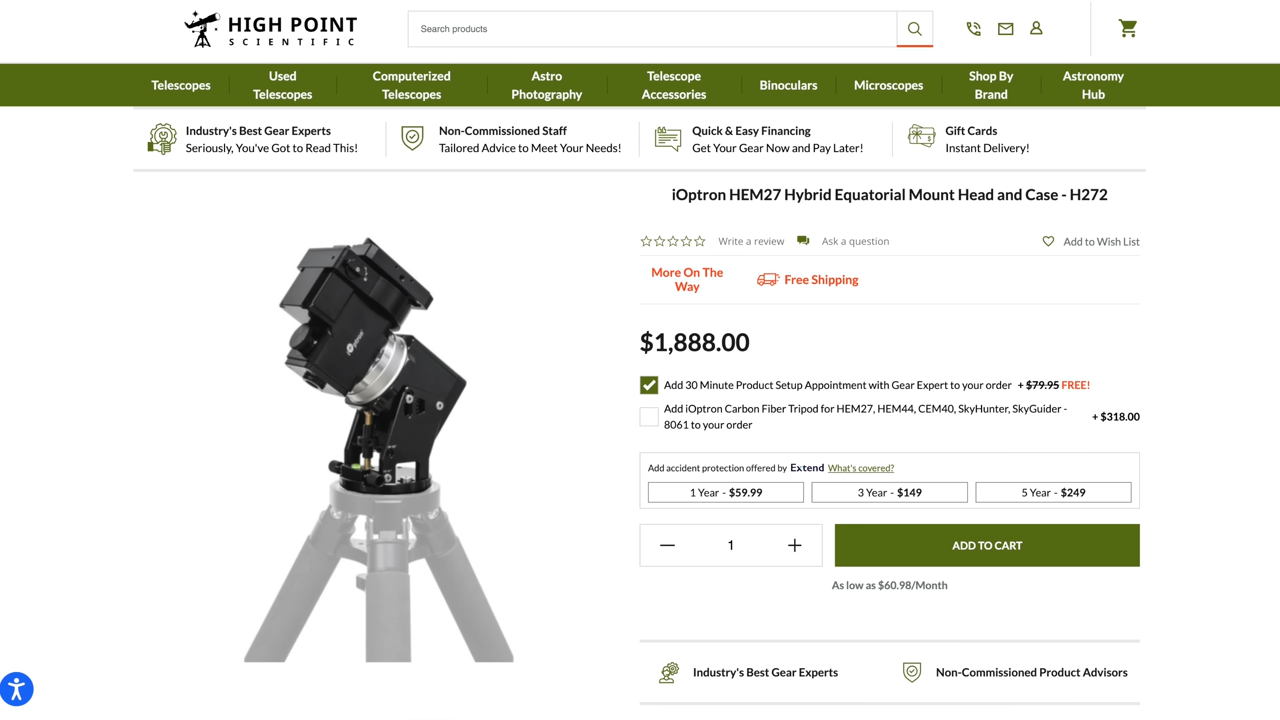 HIGH POINT
SCIENTIFIC
Search products
Telescopes
Used
Telescopes
Computerized
Telescopes
Astro
Photography
Telescope
Accessories
Binoculars
Microscopes
Shop By
Brand
Astronomy
Hub
Industry's Best Gear Experts
Seriously, You've Got to Read This!
Non-Commissioned Staff
Tailored Advice to Meet Your Needs!
Quick & Easy Financing
Get Your Gear Now and Pay Later!
Gift Cards
Instant Delivery!
iOptron HEM27 Hybrid Equatorial Mount Head and Case - H272
Write a review
Ask a question
Add to Wish List
More On The
Way
Free Shipping
$1,888.00
Add 30 Minute Product Setup Appointment with Gear Expert to your order + $79.95 FREE!
Add iOptron Carbon Fiber Tripod for HEM27, HEM44, CEM40, SkyHunter, SkyGuider -
8061 to your order
+ $318.00
Add accident protection offered by Extend What's covered?
1 Year - $59.99
3 Year - $149
5 Year - $249
1
ADD TO CART
As low as $60.98/Month
Industry's Best Gear Experts
Non-Commissioned Product Advisors
iOptron